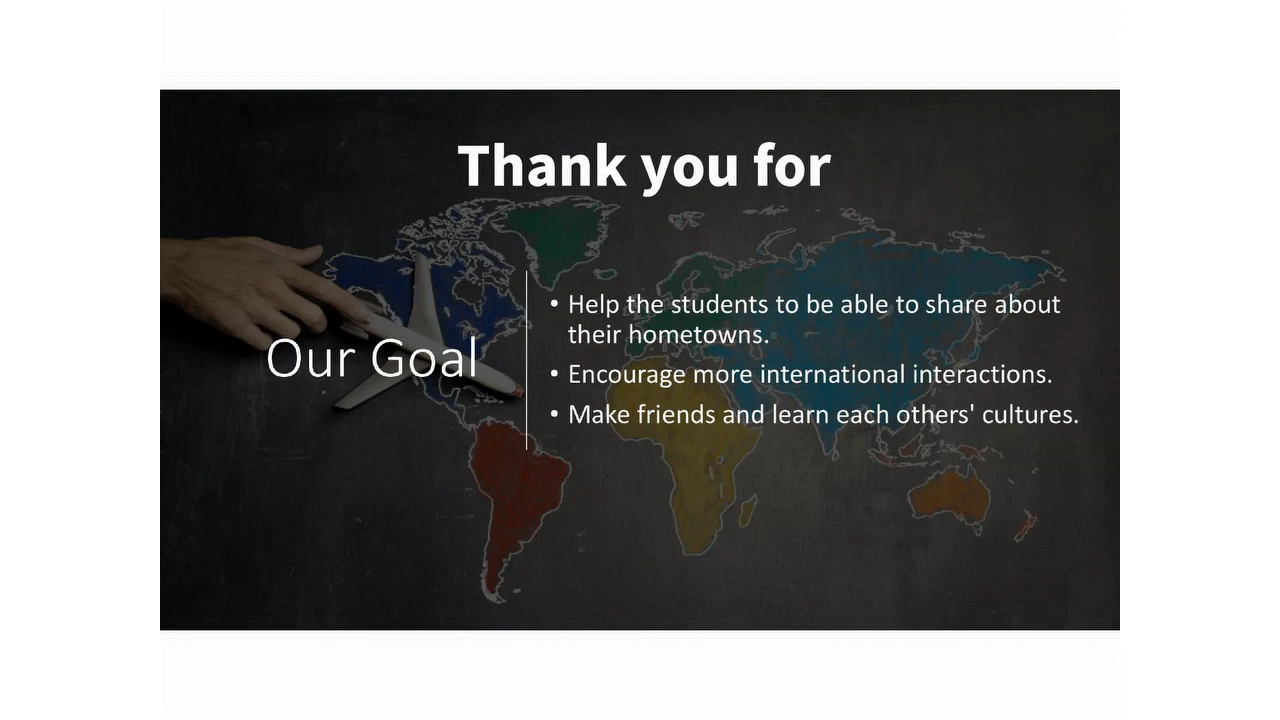 Thank you for
Our Goal
• Help the students to be able to share about
their hometowns.
• Encourage more international interactions.
• Make friends and learn each others' cultures.